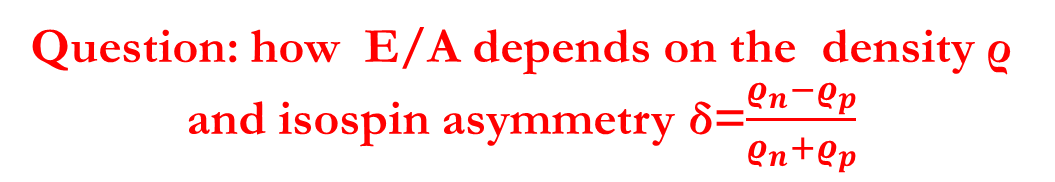 Question: how E/A depends on the density ϱ
and isospin asymmetry δ=ϱn−ϱp/ϱn+ϱp